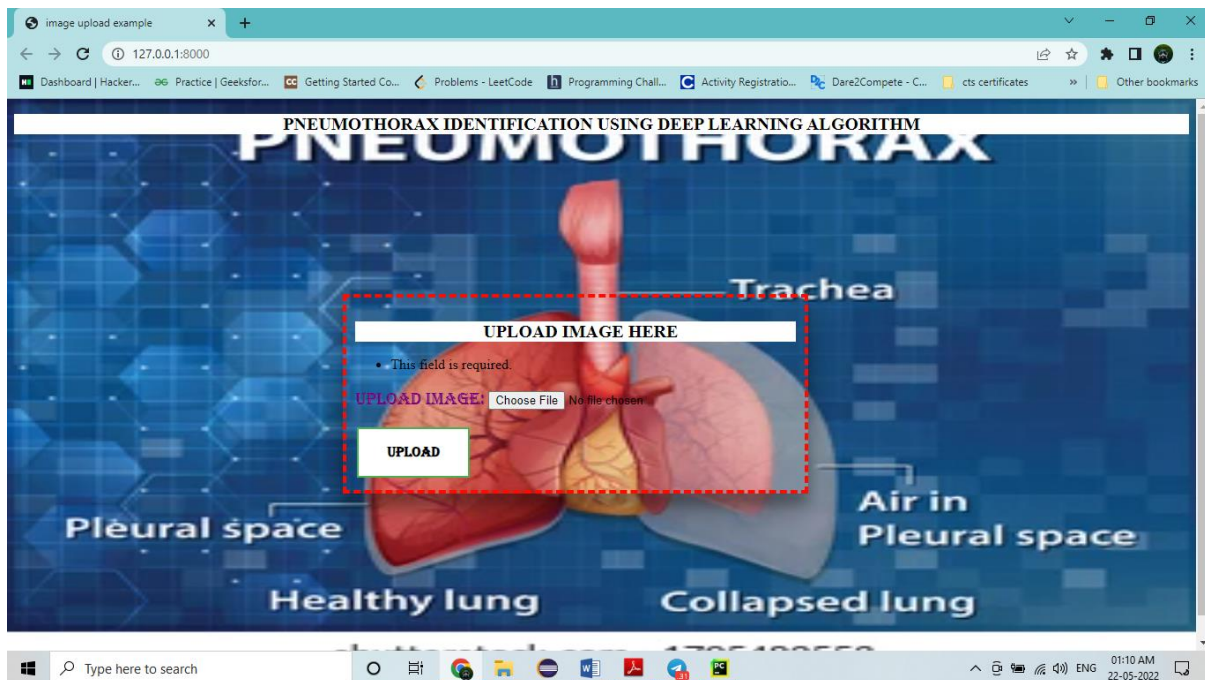 image upload example
127.0.0.1:8000
Dashboard | Hacker... Practice | Geeksfor... Getting Started Co... Problems - LeetCode Programming Chall... Activity Registratio... Dare2Compete - C... cts certificates » Other bookmarks
PNEUMOTHORAX IDENTIFICATION USING DEEP LEARNING ALGORITHM
PNEUMOTHORAX
Trachea
UPLOAD IMAGE HERE
This field is required.
UPLOAD IMAGE: Choose File No file chosen
UPLOAD
Air in
Pleural space
Pleural space
Healthy lung
Collapsed lung
Type here to search
ENG
01:10 AM
22-05-2022